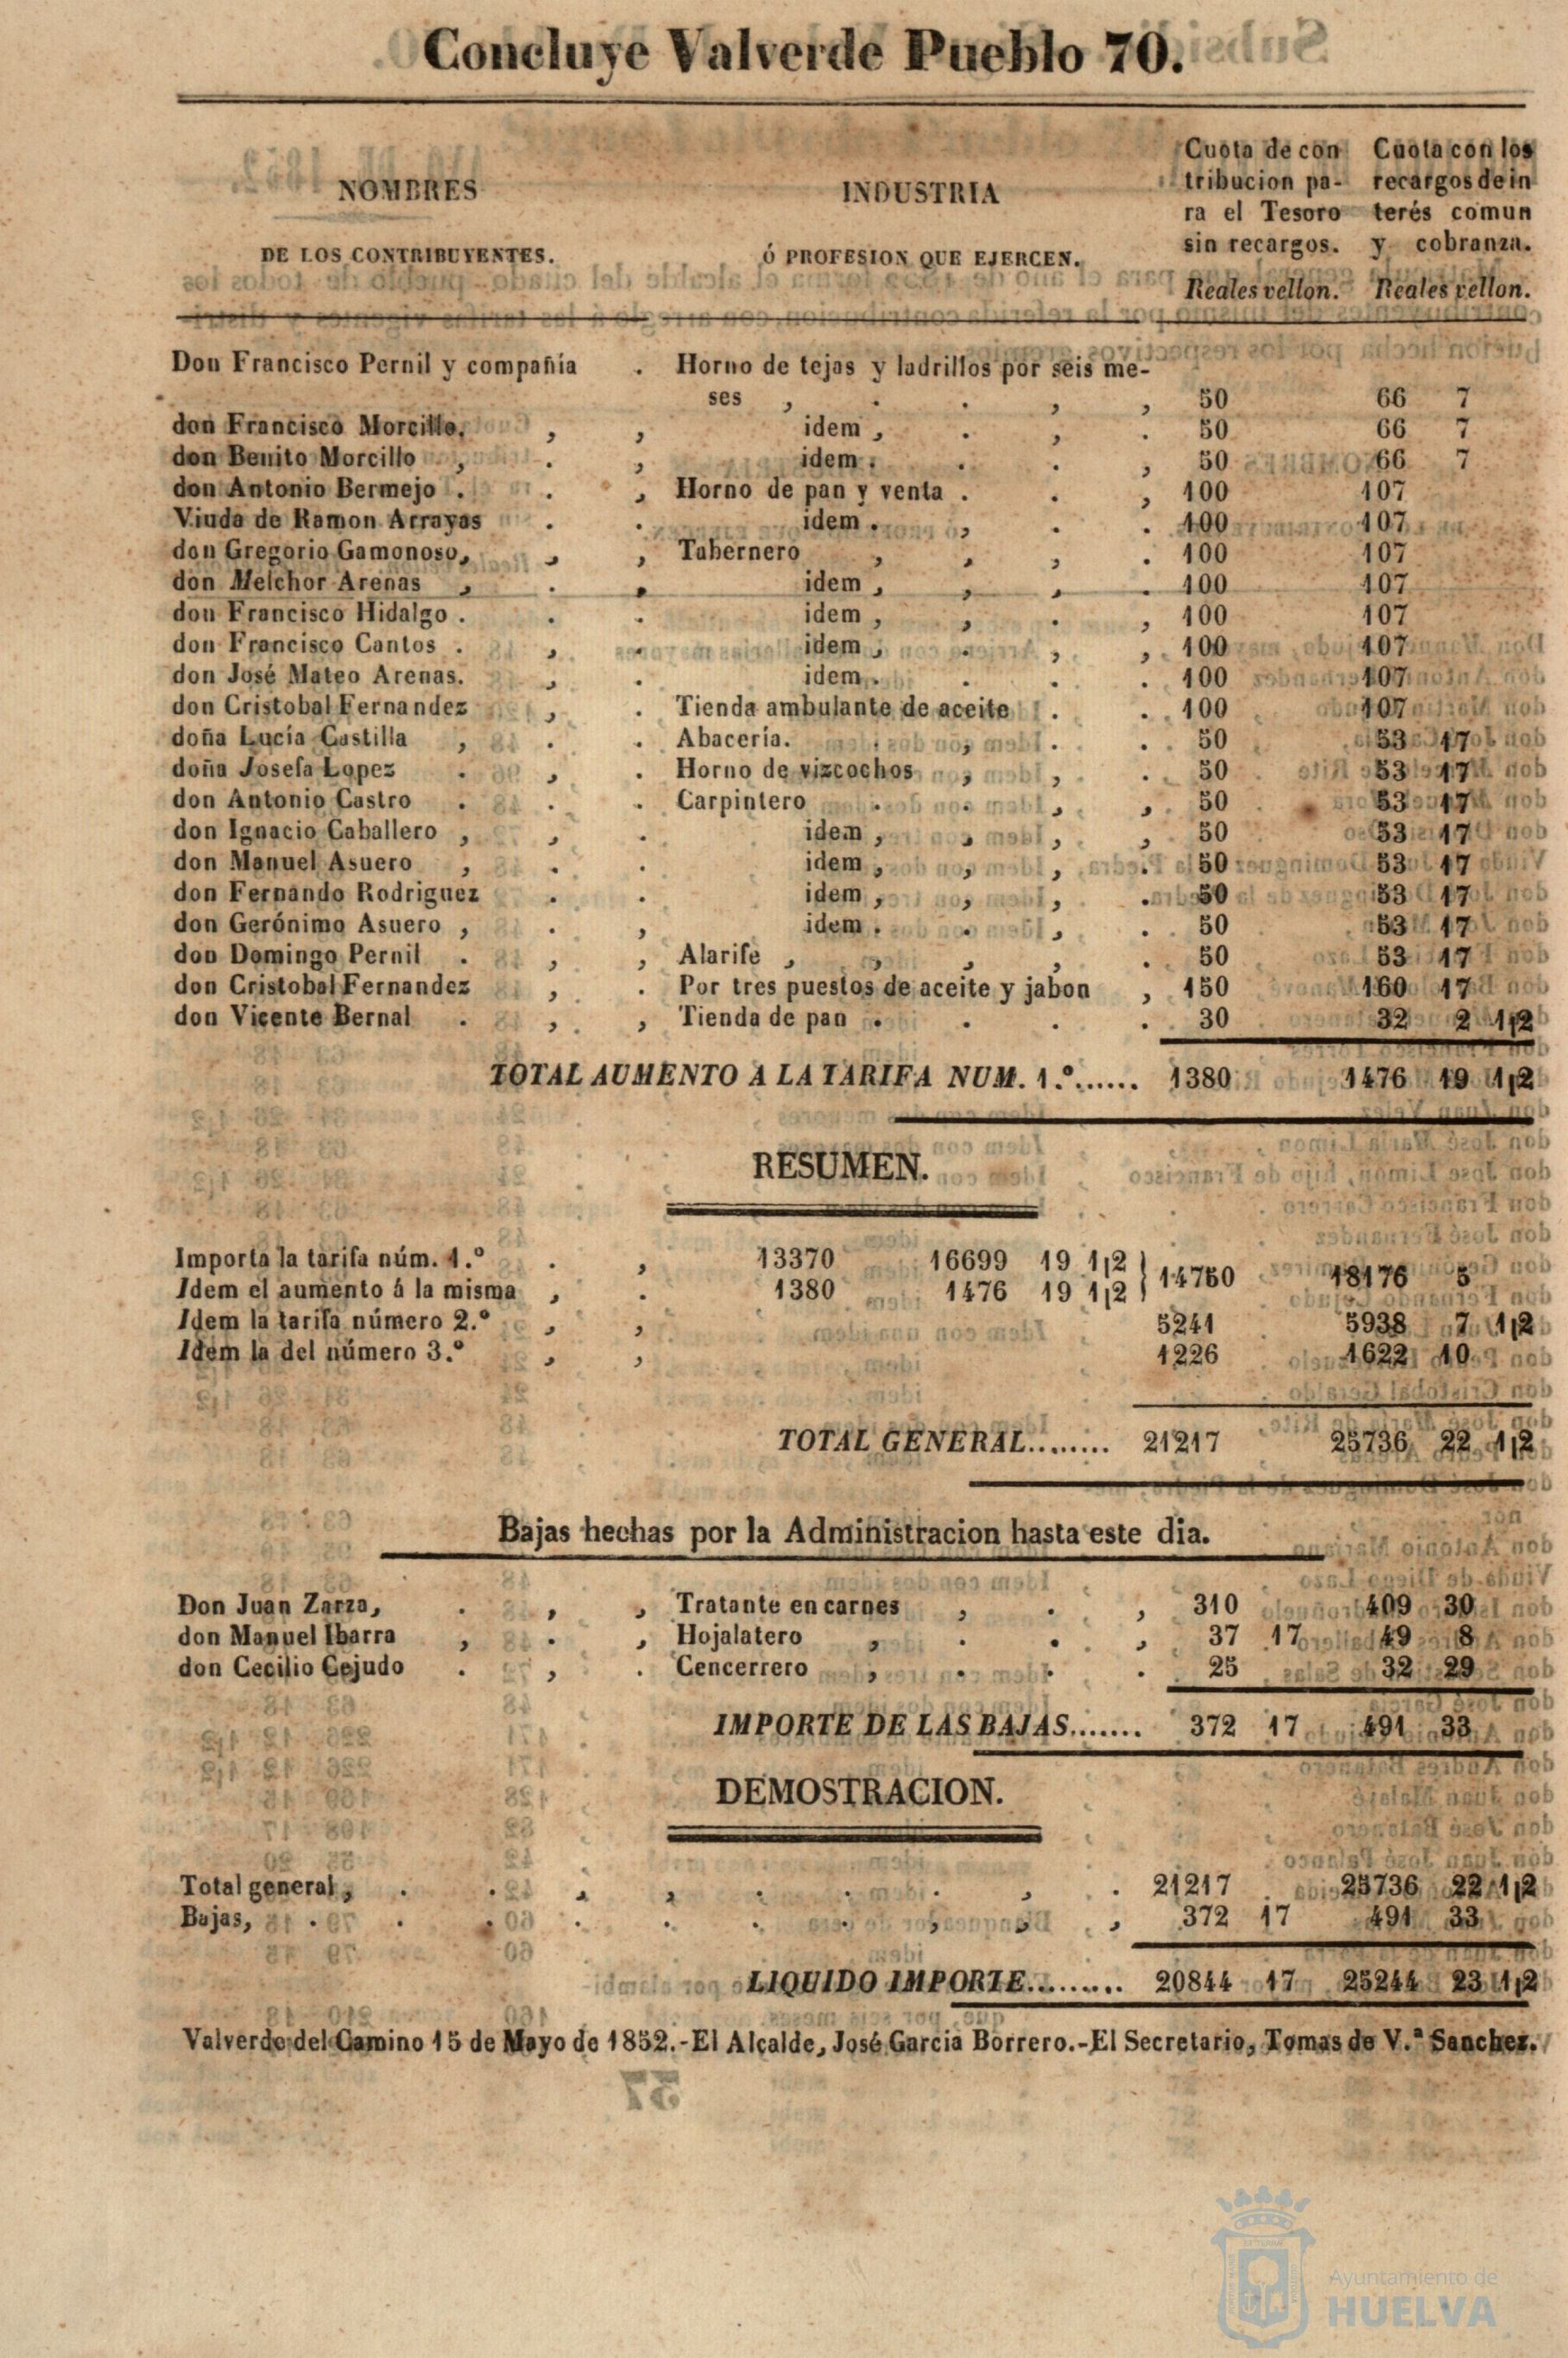 Concluye Valverde Pueblo 70.
NOMBRES
DE LOS CONTRIBUYENTES.
INDUSTRIA
Ó PROFESION QUE EJERCEN.
Cuota de con
tribucion pa-
ra el Tesoro
sin recargos.
Reales vellon.
Cuota con los
recargos de in
terés comun
y cobranza.
Reales vellon.
Don Francisco Pernil y compañia . Horno de tejas y ladrillos por seis me-
ses , . . , , 50 66 7
don Francisco Morcillo, , , idem , . , . 50 66 7
don Benito Morcillo , . , idem . . . , 50 66 7
don Antonio Bermejo . . , Horno de pan y venta . . , 100 107
Viuda de Ramon Arrayas . . idem . , . . 100 107
don Gregorio Gamonoso, , , Tabernero , , , . 100 107
don Melchor Arenas , . , idem , , , . 100 107
don Francisco Hidalgo . . . idem , , . , 100 107
don Francisco Cantos . , . idem , . , , 100 107
don José Mateo Arenas. , . idem . . . . 100 107
don Cristobal Fernandez , . Tienda ambulante de aceite . . 100 107
doña Lucía Castilla , . . Abacería. . , . . 50 53 17
doña Josefa Lopez . , . Horno de vizcochos , , . 50 53 17
don Antonio Castro . . . Carpintero . . , , 50 53 17
don Ignacio Caballero , , . idem , , , , 50 53 17
don Manuel Asuero , . . idem , , , . 50 53 17
don Fernando Rodriguez . . idem , , , . 50 53 17
don Gerónimo Asuero , . , idem . . , . 50 53 17
don Domingo Pernil . , , Alarife , , , , . 50 53 17
don Cristobal Fernandez , . Por tres puestos de aceite y jabon , 150 160 17
don Vicente Bernal . , , Tienda de pan . . . . 30 32 2 1|2
TOTAL AUMENTO A LA TARIFA NUM. 1.º...... 1380 1476 19 1|2
RESUMEN.
Importa la tarifa núm. 1.º . , 13370 16699 19 1|2
Idem el aumento á la misma , . 1380 1476 19 1|2 } 14750 18176 5
Idem la tarifa número 2.º , , 5241 5938 7 1|2
Idem la del número 3.º , , 1226 1622 10
TOTAL GENERAL........ 21217 25736 22 1|2
Bajas hechas por la Administracion hasta este dia.
Don Juan Zarza, . , , Tratante en carnes , . , 310 409 30
don Manuel Ibarra , . , Hojalatero , . . , 37 17 49 8
don Cecilio Cejudo . , . Cencerrero , . . . 25 32 29
IMPORTE DE LAS BAJAS....... 372 17 491 33
DEMOSTRACION.
Total general, . . , , . . . , . 21217 25736 22 1|2
Bajas, . . . . . . . , , , 372 17 491 33
LIQUIDO IMPORTE......... 20844 17 25244 23 1|2
Valverde del Camino 15 de Mayo de 1852.-El Alcalde, José Garcia Borrero.-El Secretario, Tomas de V.ª Sanchez.
Ayuntamiento de
HUELVA